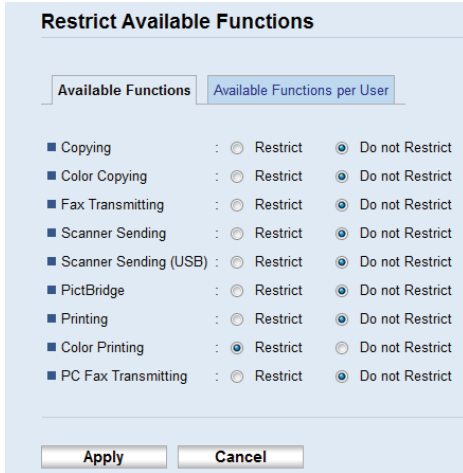 Restrict Available Functions
Available Functions Available Functions per User
Copying : Restrict Do not Restrict
Color Copying : Restrict Do not Restrict
Fax Transmitting : Restrict Do not Restrict
Scanner Sending : Restrict Do not Restrict
Scanner Sending (USB) : Restrict Do not Restrict
PictBridge : Restrict Do not Restrict
Printing : Restrict Do not Restrict
Color Printing : Restrict Do not Restrict
PC Fax Transmitting : Restrict Do not Restrict
Apply Cancel